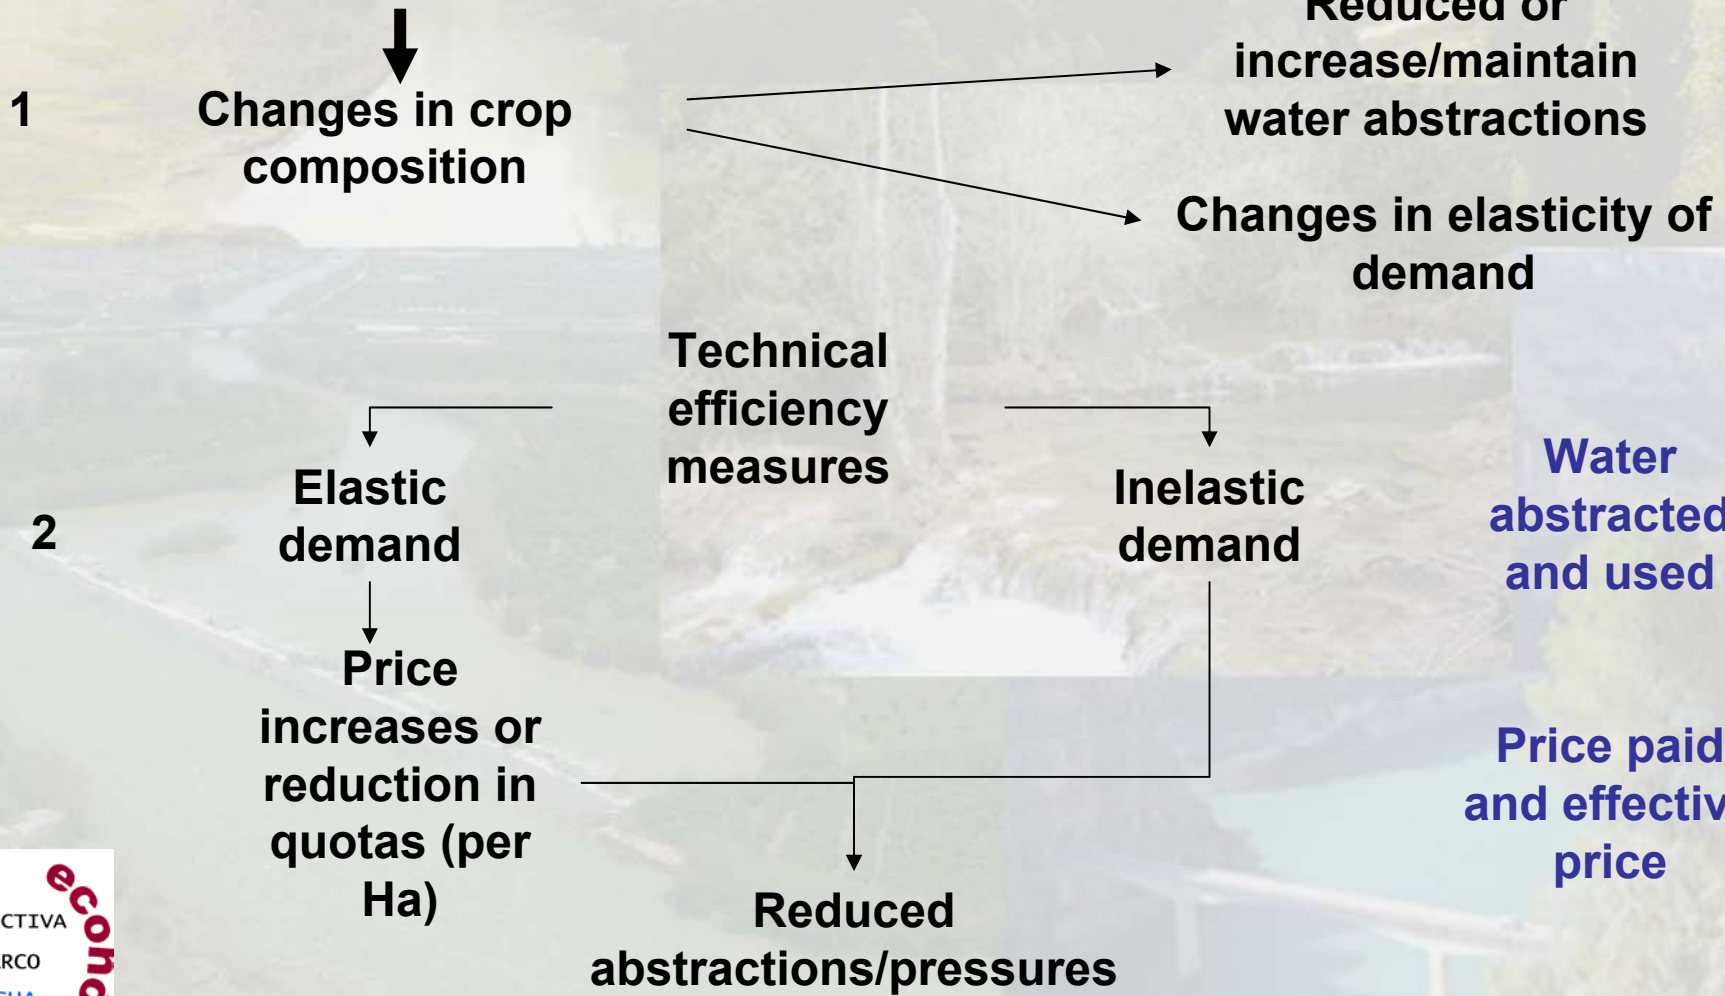 Reduced or
increase/maintain
water abstractions
1
Changes in crop
composition
Changes in elasticity of
demand
Technical
efficiency
measures
2
Elastic
demand
Inelastic
demand
Water
abstracted
and used
Price
increases or
reduction in
quotas (per
Ha)
Price paid
and effectiv
price
Reduced
abstractions/pressures
CTIVA
RCO